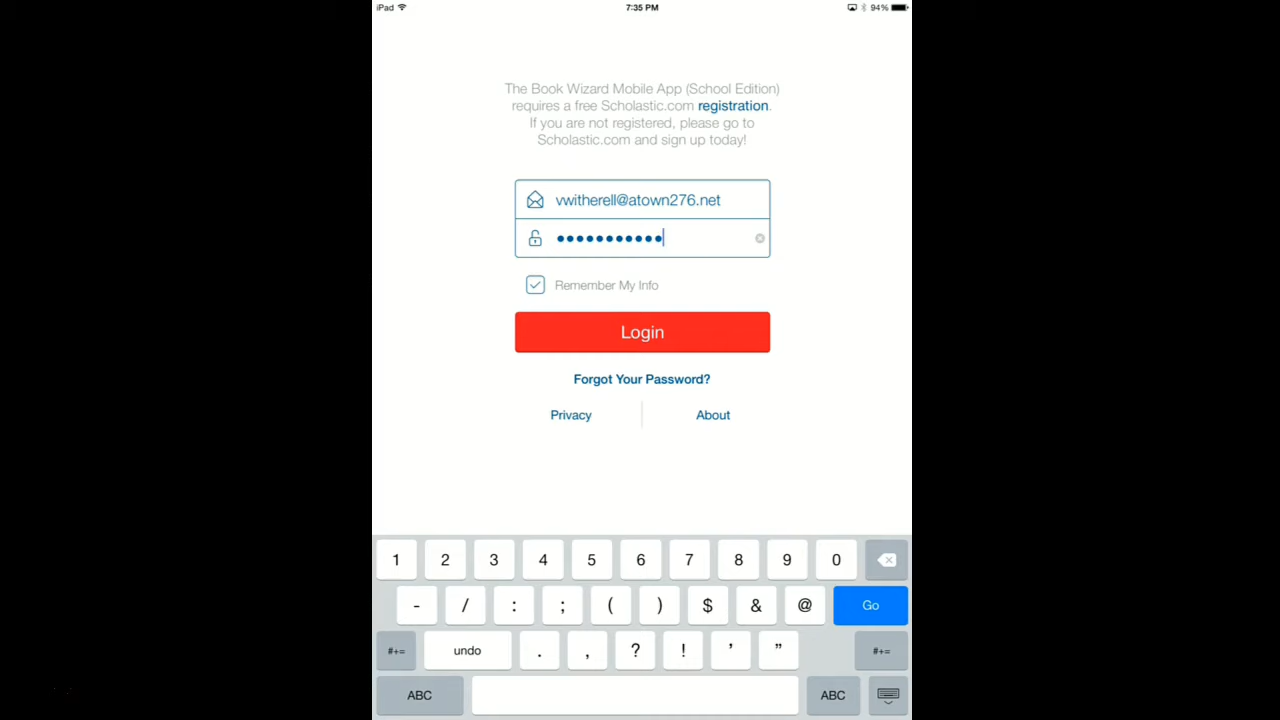 iPad 7:35 PM 94%
The Book Wizard Mobile App (School Edition)
requires a free Scholastic.com registration.
If you are not registered, please go to
Scholastic.com and sign up today!
vwitherell@atown276.net
Remember My Info
Login
Forgot Your Password?
Privacy About
1 2 3 4 5 6 7 8 9 0
- / : ; ( ) $ & @ Go
#+= undo . , ? ! ' " #+=
ABC ABC